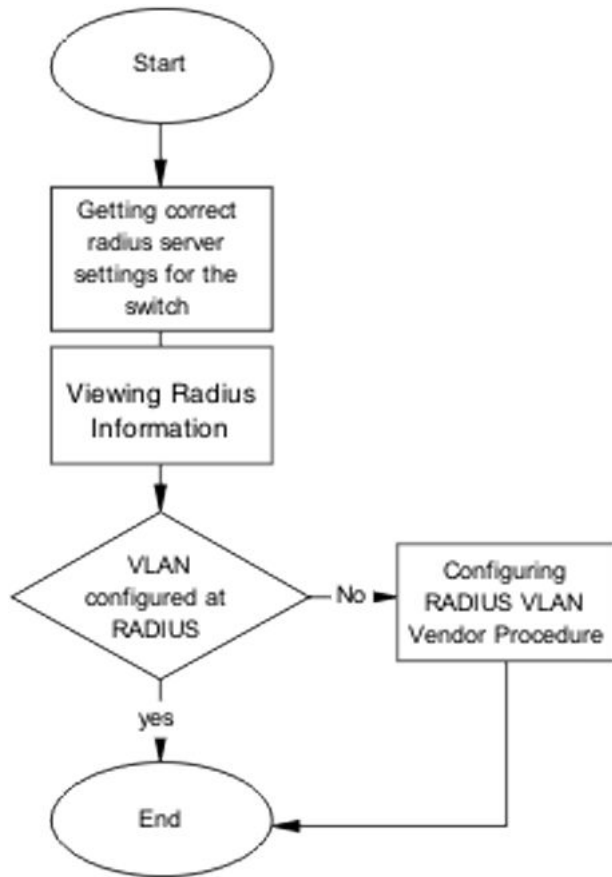 Start
Getting correct
radius server
settings for the
switch
Viewing Radius
Information
VLAN
configured at
RADIUS
No
Configuring
RADIUS VLAN
Vendor Procedure
yes
End